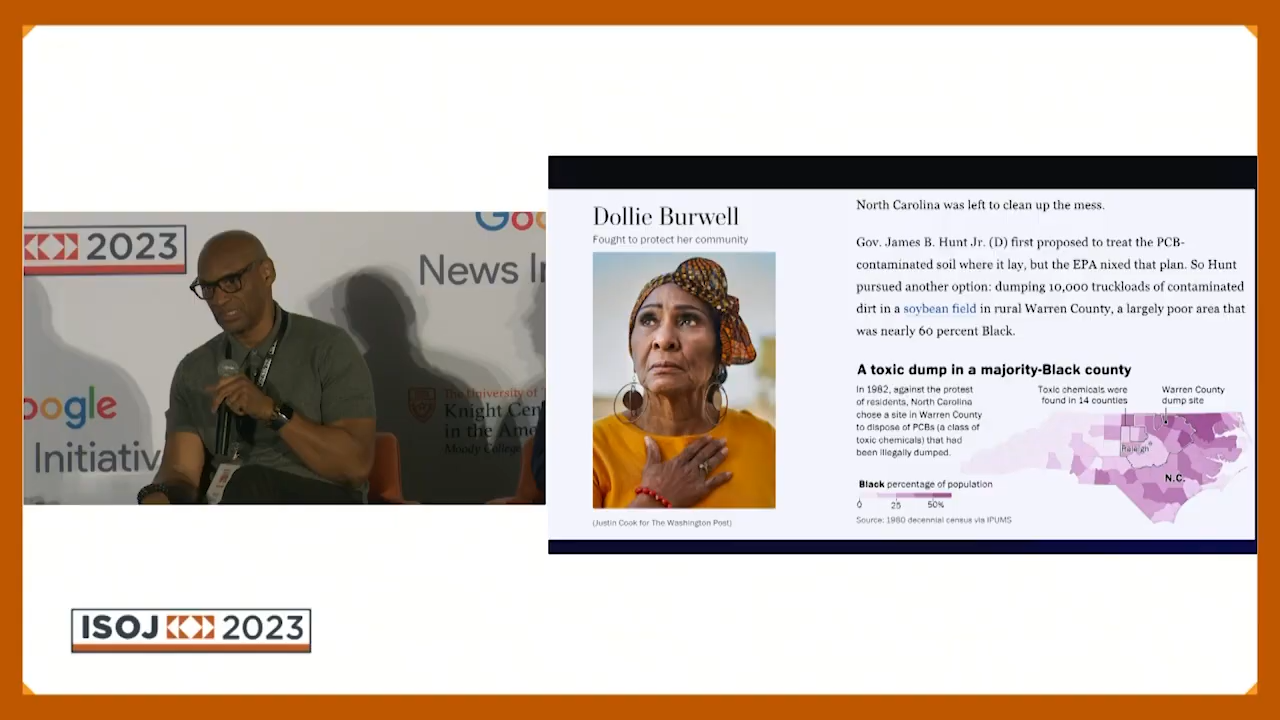 Goo
2023
News In
oogle
Initiativ
The University of
Knight Cen
in the Ame
Moody College
Dollie Burwell
Fought to protect her community
(Justin Cook for The Washington Post)
North Carolina was left to clean up the mess.
Gov. James B. Hunt Jr. (D) first proposed to treat the PCB-
contaminated soil where it lay, but the EPA nixed that plan. So Hunt
pursued another option: dumping 10,000 truckloads of contaminated
dirt in a soybean field in rural Warren County, a largely poor area that
was nearly 60 percent Black.
A toxic dump in a majority-Black county
In 1982, against the protest
of residents, North Carolina
chose a site in Warren County
to dispose of PCBs (a class of
toxic chemicals) that had
been illegally dumped.
Toxic chemicals were
found in 14 counties
Warren County
dump site
Raleigh
N.C.
Black percentage of population
0 25 50%
Source: 1980 decennial census via IPUMS
ISOJ 2023